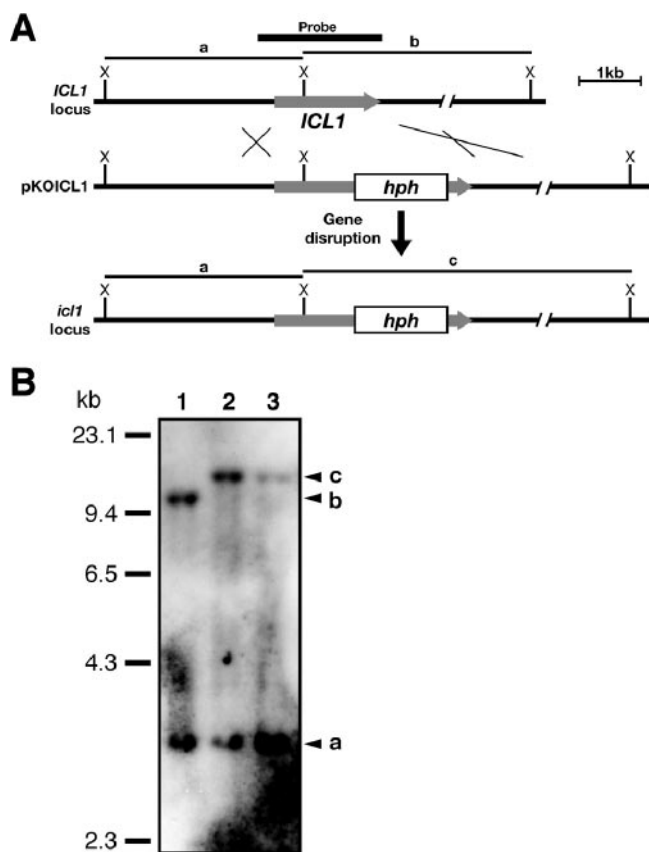 A
Probe
a
b
X X X
1kb
ICL1
locus
ICL1
X X X
pKOICL1
hph
Gene
disruption
a
c
X X X
icl1
locus
hph
B
kb
1 2 3
23.1
c
b
9.4
6.5
4.3
a
2.3